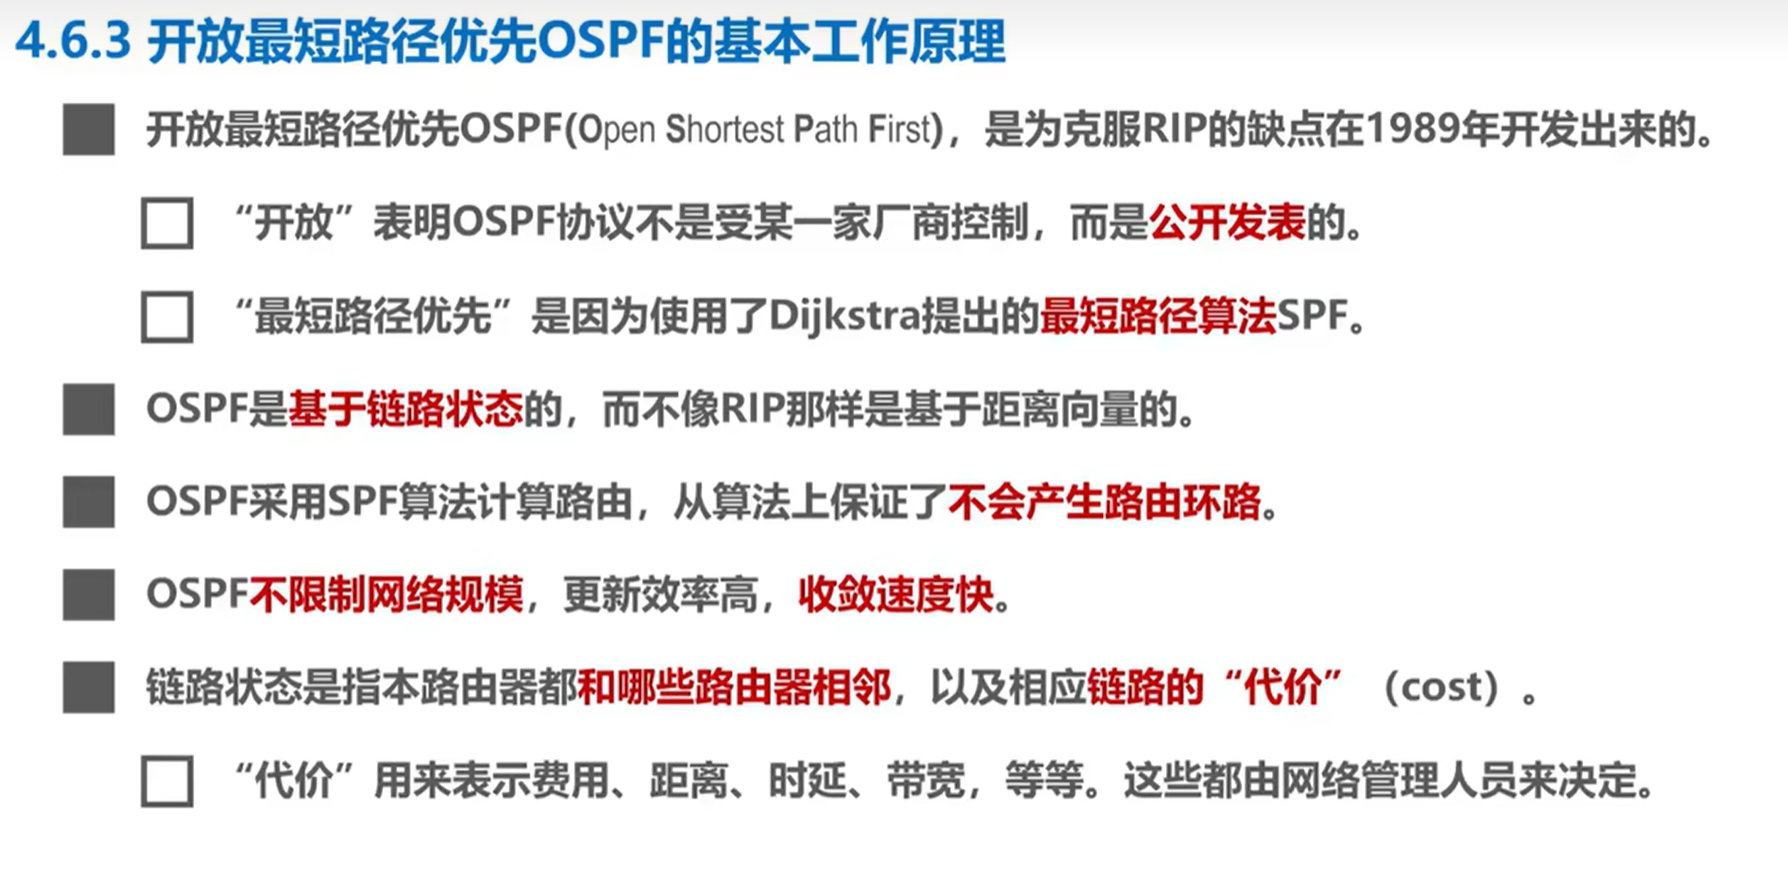 4.6.3 开放最短路径优先OSPF的基本工作原理
开放最短路径优先OSPF(Open Shortest Path First)，是为克服RIP的缺点在1989年开发出来的。
“开放”表明OSPF协议不是受某一家厂商控制，而是公开发表的。
“最短路径优先”是因为使用了Dijkstra提出的最短路径算法SPF。
OSPF是基于链路状态的，而不像RIP那样是基于距离向量的。
OSPF采用SPF算法计算路由，从算法上保证了不会产生路由环路。
OSPF不限制网络规模，更新效率高，收敛速度快。
链路状态是指本路由器都和哪些路由器相邻，以及相应链路的“代价”（cost）。
“代价”用来表示费用、距离、时延、带宽，等等。这些都由网络管理人员来决定。